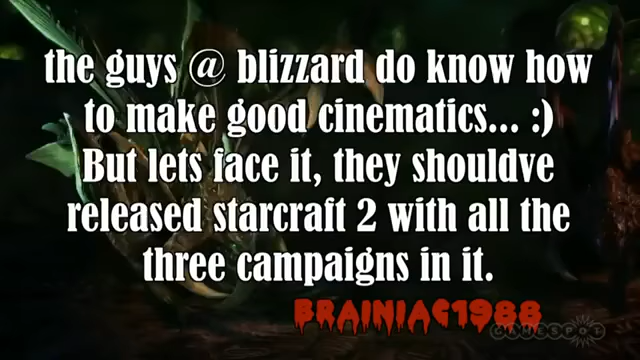 the guys @ blizzard do know how
to make good cinematics... :)
But lets face it, they shouldve
released starcraft 2 with all the
three campaigns in it.
BRAINIAC1988
GAMESPOT